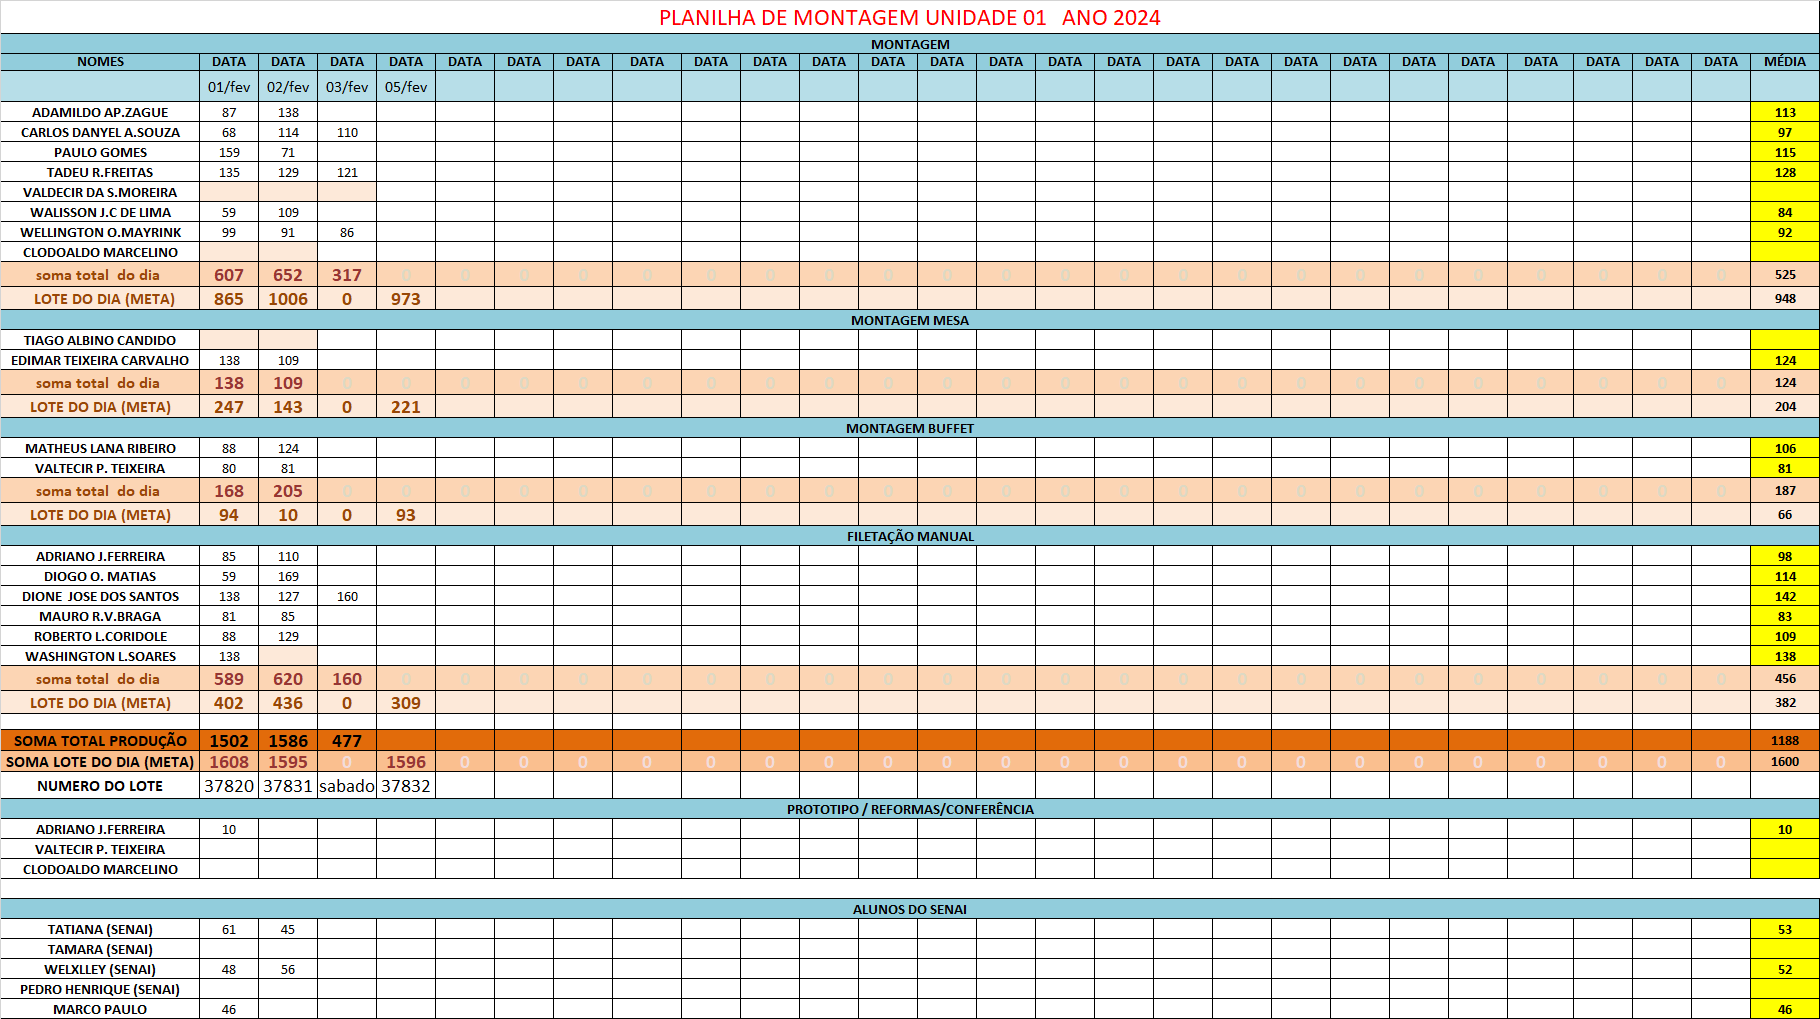 PLANILHA DE MONTAGEM UNIDADE 01 ANO 2024
MONTAGEM
NOMES DATA DATA DATA DATA DATA DATA DATA DATA DATA DATA DATA DATA DATA DATA DATA DATA DATA DATA DATA DATA DATA DATA DATA DATA DATA DATA MÉDIA
01/fev 02/fev 03/fev 05/fev
ADAMILDO AP.ZAGUE 87 138 113
CARLOS DANYEL A.SOUZA 68 114 110 97
PAULO GOMES 159 71 115
TADEU R.FREITAS 135 129 121 128
VALDECIR DA S.MOREIRA
WALISSON J.C DE LIMA 59 109 84
WELLINGTON O.MAYRINK 99 91 86 92
CLODOALDO MARCELINO
soma total do dia 607 652 317 0 0 0 0 0 0 0 0 0 0 0 0 0 0 0 0 0 0 0 0 0 0 0 525
LOTE DO DIA (META) 865 1006 0 973 948
MONTAGEM MESA
TIAGO ALBINO CANDIDO
EDIMAR TEIXEIRA CARVALHO 138 109 124
soma total do dia 138 109 0 0 0 0 0 0 0 0 0 0 0 0 0 0 0 0 0 0 0 0 0 0 0 0 124
LOTE DO DIA (META) 247 143 0 221 204
MONTAGEM BUFFET
MATHEUS LANA RIBEIRO 88 124 106
VALTECIR P. TEIXEIRA 80 81 81
soma total do dia 168 205 0 0 0 0 0 0 0 0 0 0 0 0 0 0 0 0 0 0 0 0 0 0 0 0 187
LOTE DO DIA (META) 94 10 0 93 66
FILETAÇÃO MANUAL
ADRIANO J.FERREIRA 85 110 98
DIOGO O. MATIAS 59 169 114
DIONE JOSE DOS SANTOS 138 127 160 142
MAURO R.V.BRAGA 81 85 83
ROBERTO L.CORIDOLE 88 129 109
WASHINGTON L.SOARES 138 138
soma total do dia 589 620 160 0 0 0 0 0 0 0 0 0 0 0 0 0 0 0 0 0 0 0 0 0 0 0 456
LOTE DO DIA (META) 402 436 0 309 382
SOMA TOTAL PRODUÇÃO 1502 1586 477 1188
SOMA LOTE DO DIA (META) 1608 1595 0 1596 0 0 0 0 0 0 0 0 0 0 0 0 0 0 0 0 0 0 0 0 0 0 1600
NUMERO DO LOTE 37820 37831 sabado 37832
PROTOTIPO / REFORMAS/CONFERÊNCIA
ADRIANO J.FERREIRA 10 10
VALTECIR P. TEIXEIRA
CLODOALDO MARCELINO
ALUNOS DO SENAI
TATIANA (SENAI) 61 45 53
TAMARA (SENAI)
WELXLLEY (SENAI) 48 56 52
PEDRO HENRIQUE (SENAI)
MARCO PAULO 46 46